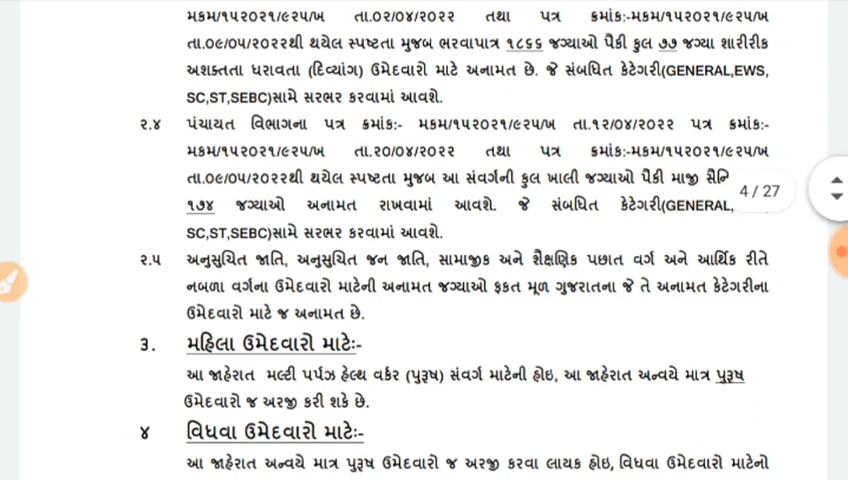 મકમ/૧૫૨૦૨૧/૯૨૫/ખ તા.૦૨/૦૪/૨૦૨૨ તથા પત્ર ક્રમાંક:-મકમ/૧૫૨૦૨૧/૯૨૫/ખ
તા.૦૯/૦૫/૨૦૨૨થી થયેલ સ્પષ્ટતા મુજબ ભરવાપાત્ર ૧૮૬૬ જગ્યાઓ પૈકી કુલ ૭૭ જગ્યા શારીરીક
અશક્તતા ધરાવતા (દિવ્યાંગ) ઉમેદવારો માટે અનામત છે. જે સંબધિત કેટેગરી(GENERAL,EWS,
SC,ST,SEBC)સામે સરભર કરવામાં આવશે.
૨.૪ પંચાયત વિભાગના પત્ર ક્રમાંક:- મકમ/૧૫૨૦૨૧/૯૨૫/ખ તા.૧૨/૦૪/૨૦૨૨ પત્ર ક્રમાંક:-
મકમ/૧૫૨૦૨૧/૯૨૫/ખ તા.૨૦/૦૪/૨૦૨૨ તથા પત્ર ક્રમાંક:-મકમ/૧૫૨૦૨૧/૯૨૫/ખ
તા.૦૯/૦૫/૨૦૨૨થી થયેલ સ્પષ્ટતા મુજબ આ સંવર્ગની કુલ ખાલી જગ્યાઓ પૈકી માજી
4 / 27
૧૭૪ જગ્યાઓ અનામત રાખવામાં આવશે. જે સંબધિત કેટેગરી(GENERAL,
SC,ST,SEBC)સામે સરભર કરવામાં આવશે.
૨.૫ અનુસુચિત જાતિ, અનુસુચિત જન જાતિ, સામાજીક અને શૈક્ષણિક પછાત વર્ગ અને આર્થિક રીતે
નબળા વર્ગના ઉમેદવારો માટેની અનામત જગ્યાઓ ફકત મૂળ ગુજરાતના જે તે અનામત કેટેગરીના
ઉમેદવારો માટે જ અનામત છે.
૩. મહિલા ઉમેદવારો માટેઃ-
આ જાહેરાત મલ્ટી પર્પઝ હેલ્થ વર્કર (પુરૂષ) સંવર્ગ માટેની હોઇ, આ જાહેરાત અન્વયે માત્ર પુરૂષ
ઉમેદવારો જ અરજી કરી શકે છે.
૪ વિધવા ઉમેદવારો માટેઃ-
આ જાહેરાત અન્વયે માત્ર પુરૂષ ઉમેદવારો જ અરજી કરવા લાયક હોઇ, વિધવા ઉમેદવારો માટેનો